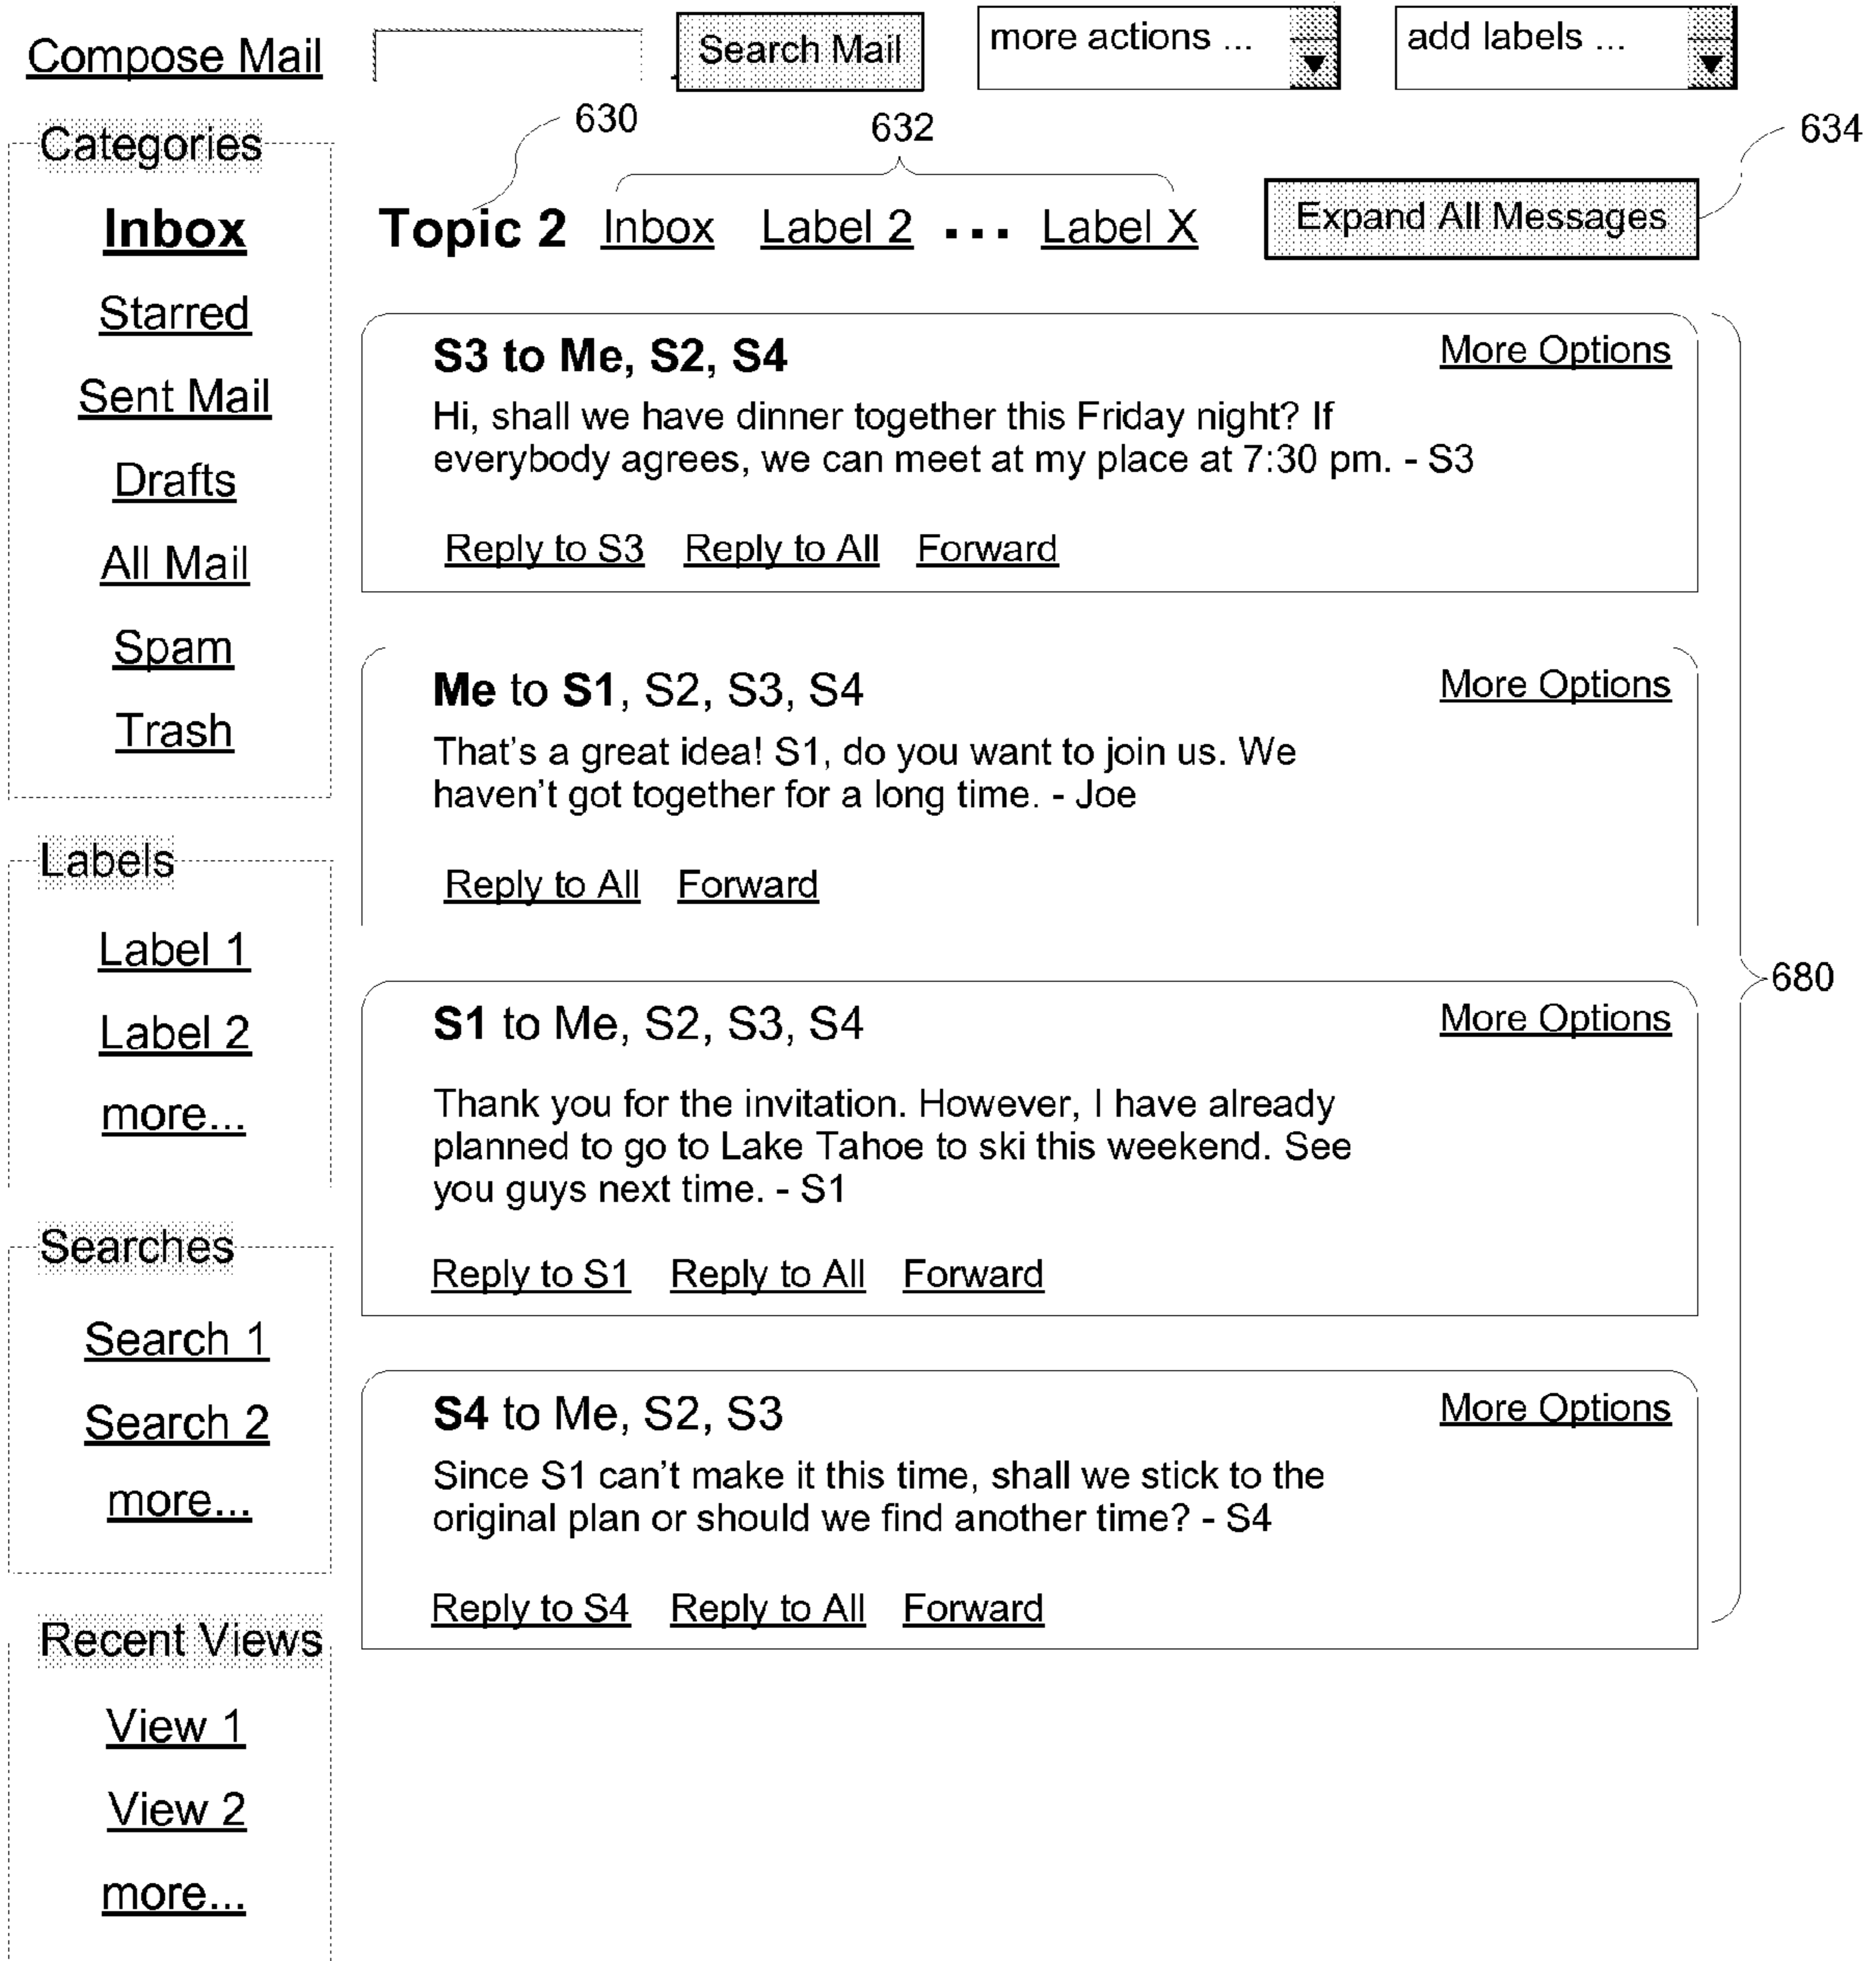 Compose Mail
Search Mail
more actions ...
add labels ...
630
632
634
Categories
Inbox
Starred
Sent Mail
Drafts
All Mail
Spam
Trash
Labels
Label 1
Label 2
more...
Searches
Search 1
Search 2
more...
Recent Views
View 1
View 2
more...
Topic 2 Inbox Label 2 ... Label X
Expand All Messages
S3 to Me, S2, S4
More Options
Hi, shall we have dinner together this Friday night? If
everybody agrees, we can meet at my place at 7:30 pm. - S3
Reply to S3 Reply to All Forward
Me to S1, S2, S3, S4
More Options
That's a great idea! S1, do you want to join us. We
haven't got together for a long time. - Joe
Reply to All Forward
680
S1 to Me, S2, S3, S4
More Options
Thank you for the invitation. However, I have already
planned to go to Lake Tahoe to ski this weekend. See
you guys next time. - S1
Reply to S1 Reply to All Forward
S4 to Me, S2, S3
More Options
Since S1 can't make it this time, shall we stick to the
original plan or should we find another time? - S4
Reply to S4 Reply to All Forward